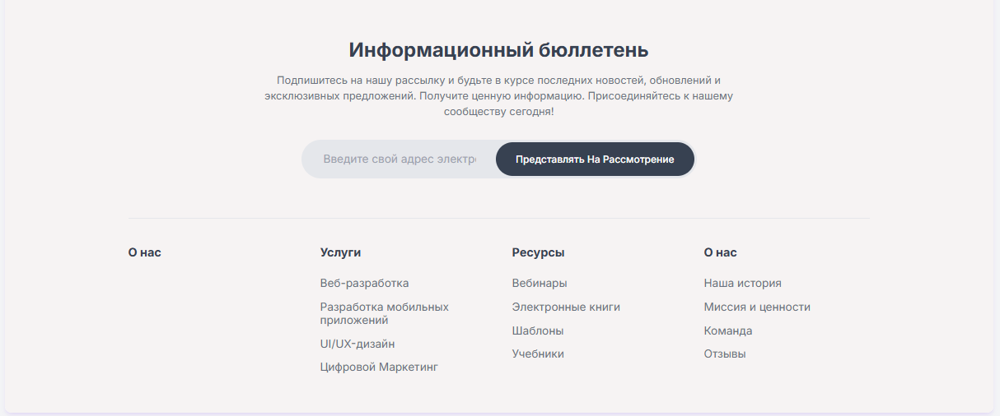 Информационный бюллетень
Подпишитесь на нашу рассылку и будьте в курсе последних новостей, обновлений и
эксклюзивных предложений. Получите ценную информацию. Присоединяйтесь к нашему
сообществу сегодня!
Введите свой адрес электр
Представлять На Рассмотрение
О нас
Услуги
Веб-разработка
Разработка мобильных
приложений
UI/UX-дизайн
Цифровой Маркетинг
Ресурсы
Вебинары
Электронные книги
Шаблоны
Учебники
О нас
Наша история
Миссия и ценности
Команда
Отзывы